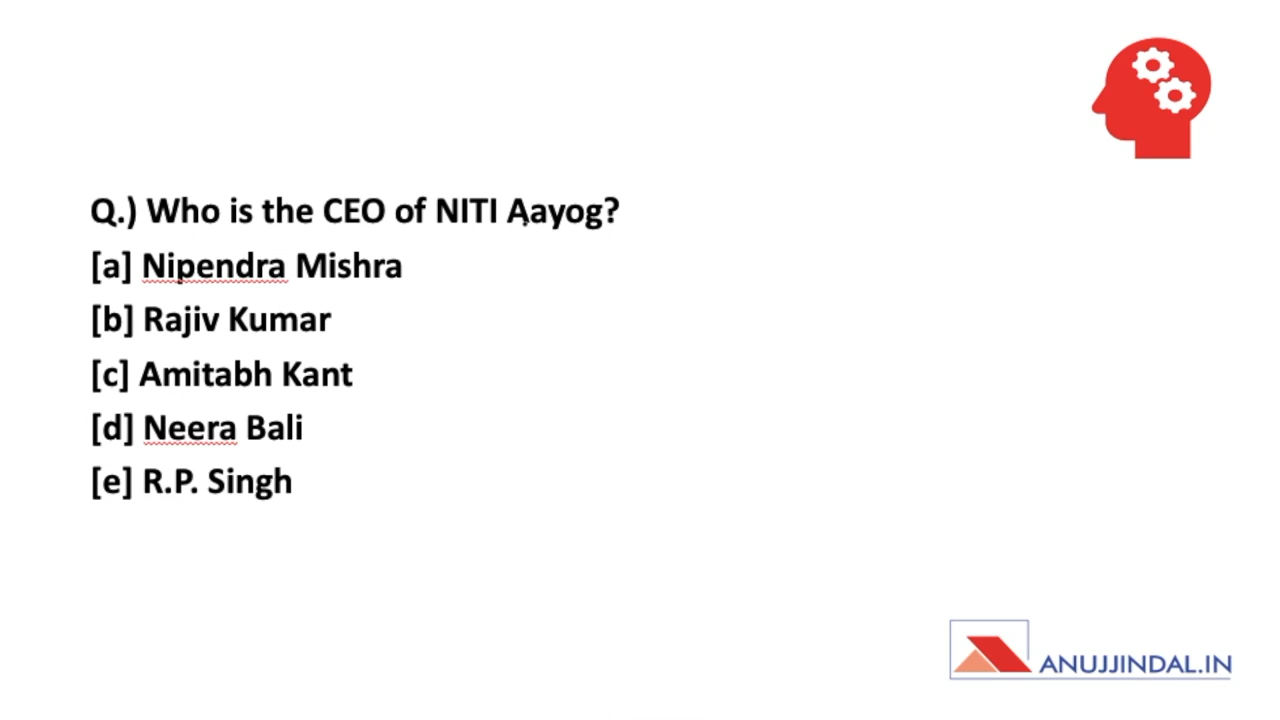 Q.) Who is the CEO of NITI Aayog?
[a] Nipendra Mishra
[b] Rajiv Kumar
[c] Amitabh Kant
[d] Neera Bali
[e] R.P. Singh
ANUJJINDAL.IN